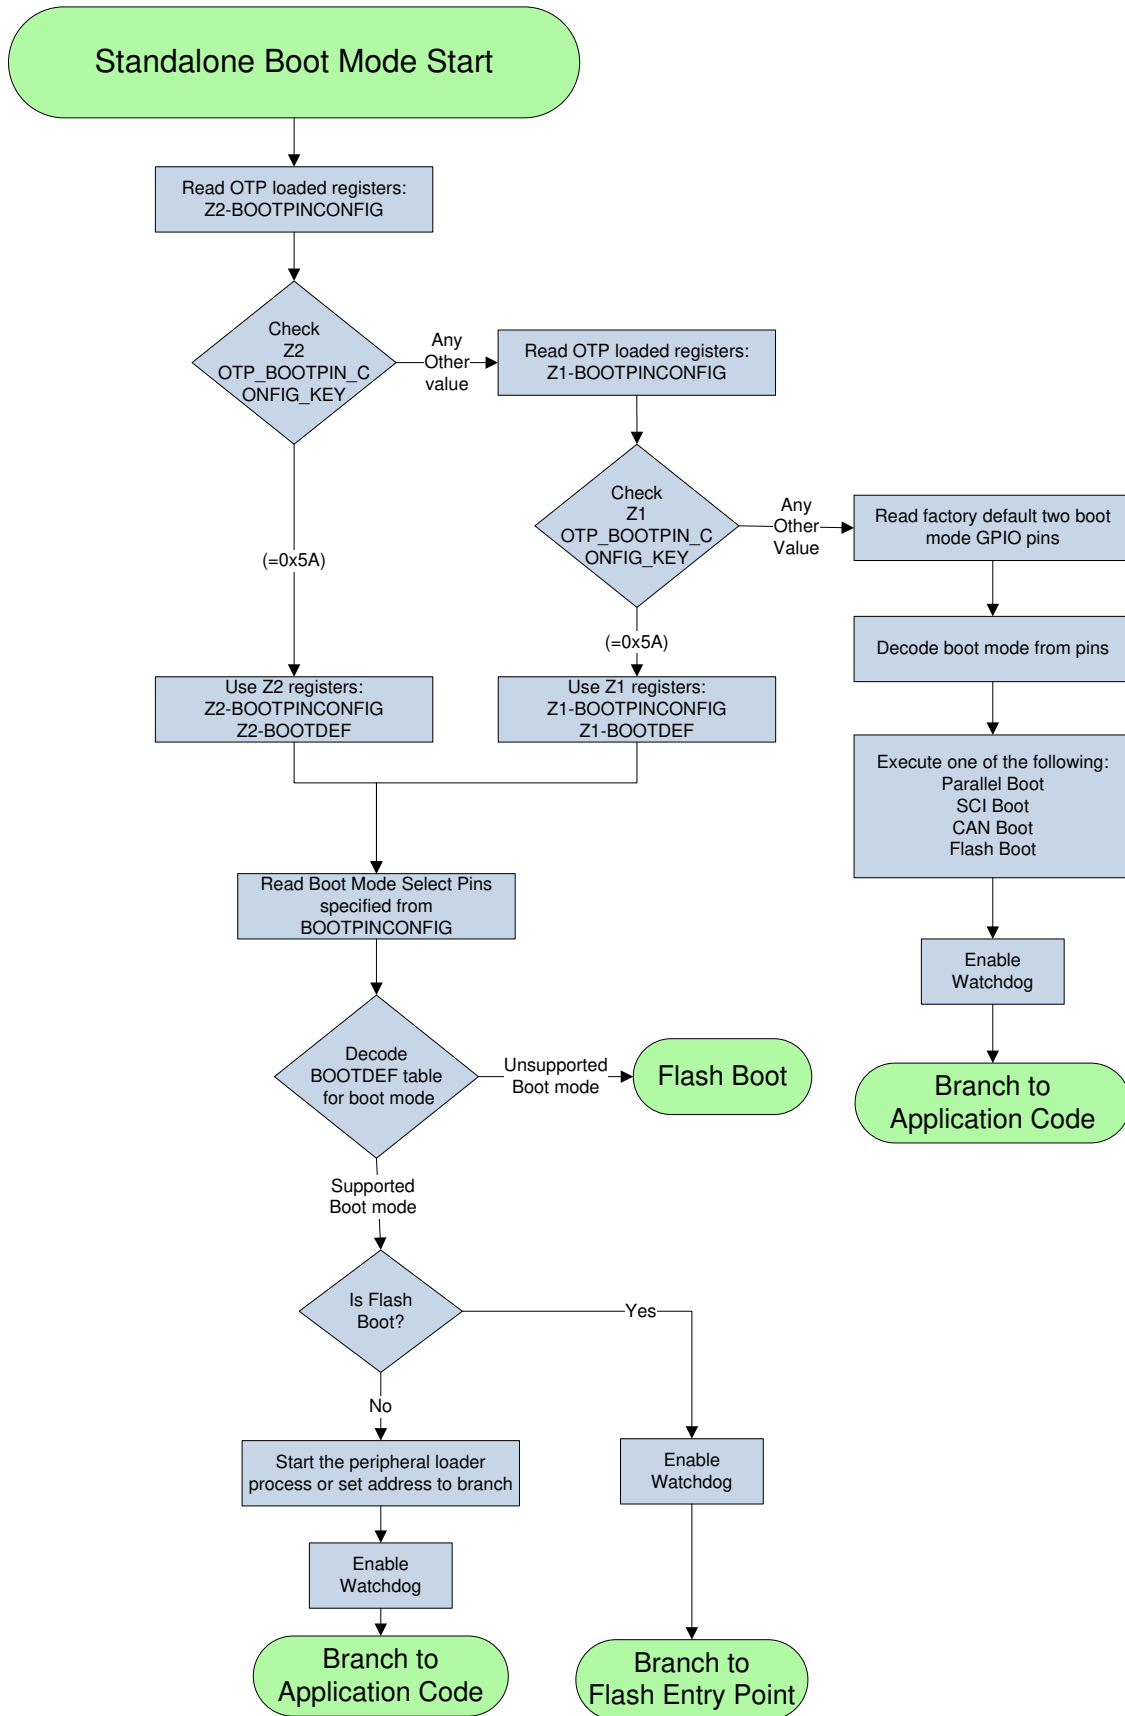 Standalone Boot Mode Start
Read OTP loaded registers:
Z2-BOOTPINCONFIG
Check
Z2
OTP_BOOTPIN_C
ONFIG_KEY
Any
Other
value
Read OTP loaded registers:
Z1-BOOTPINCONFIG
Check
Z1
OTP_BOOTPIN_C
ONFIG_KEY
Any
Other
Value
Read factory default two boot
mode GPIO pins
(=0x5A)
(=0x5A)
Decode boot mode from pins
Use Z2 registers:
Z2-BOOTPINCONFIG
Z2-BOOTDEF
Use Z1 registers:
Z1-BOOTPINCONFIG
Z1-BOOTDEF
Execute one of the following:
Parallel Boot
SCI Boot
CAN Boot
Flash Boot
Read Boot Mode Select Pins
specified from
BOOTPINCONFIG
Enable
Watchdog
Decode
BOOTDEF table
for boot mode
Unsupported
Boot mode
Flash Boot
Branch to
Application Code
Supported
Boot mode
Is Flash
Boot?
Yes
No
Start the peripheral loader
process or set address to branch
Enable
Watchdog
Enable
Watchdog
Branch to
Application Code
Branch to
Flash Entry Point